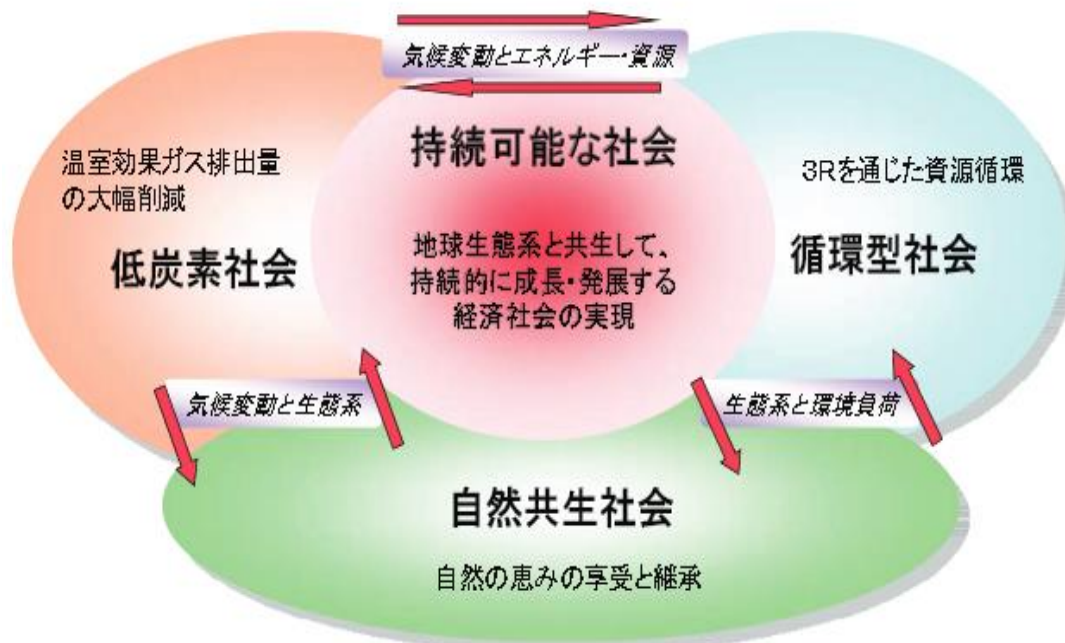 気候変動とエネルギー・資源
持続可能な社会
地球生態系と共生して、
持続的に成長・発展する
経済社会の実現
温室効果ガス排出量
の大幅削減
低炭素社会
3Rを通じた資源循環
循環型社会
気候変動と生態系
生態系と環境負荷
自然共生社会
自然の恵みの享受と継承